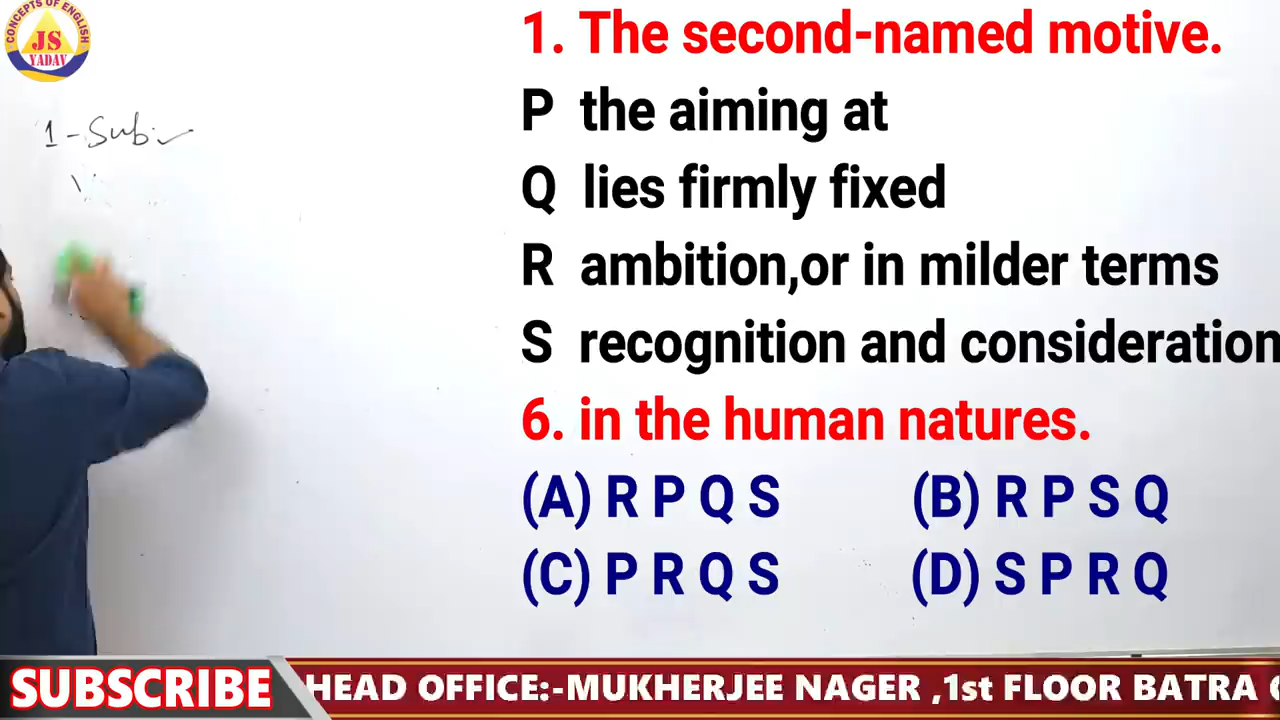 CONCEPTS OF ENGLISH
JS
YADAV
1 - Sub
1. The second-named motive.
P the aiming at
Q lies firmly fixed
R ambition,or in milder terms
S recognition and consideration
6. in the human natures.
(A) R P Q S (B) R P S Q
(C) P R Q S (D) S P R Q
SUBSCRIBE HEAD OFFICE:-MUKHERJEE NAGER ,1st FLOOR BATRA